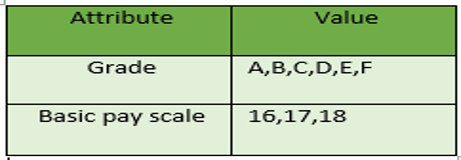 Attribute Value
Grade A,B,C,D,E,F
Basic pay scale 16,17,18